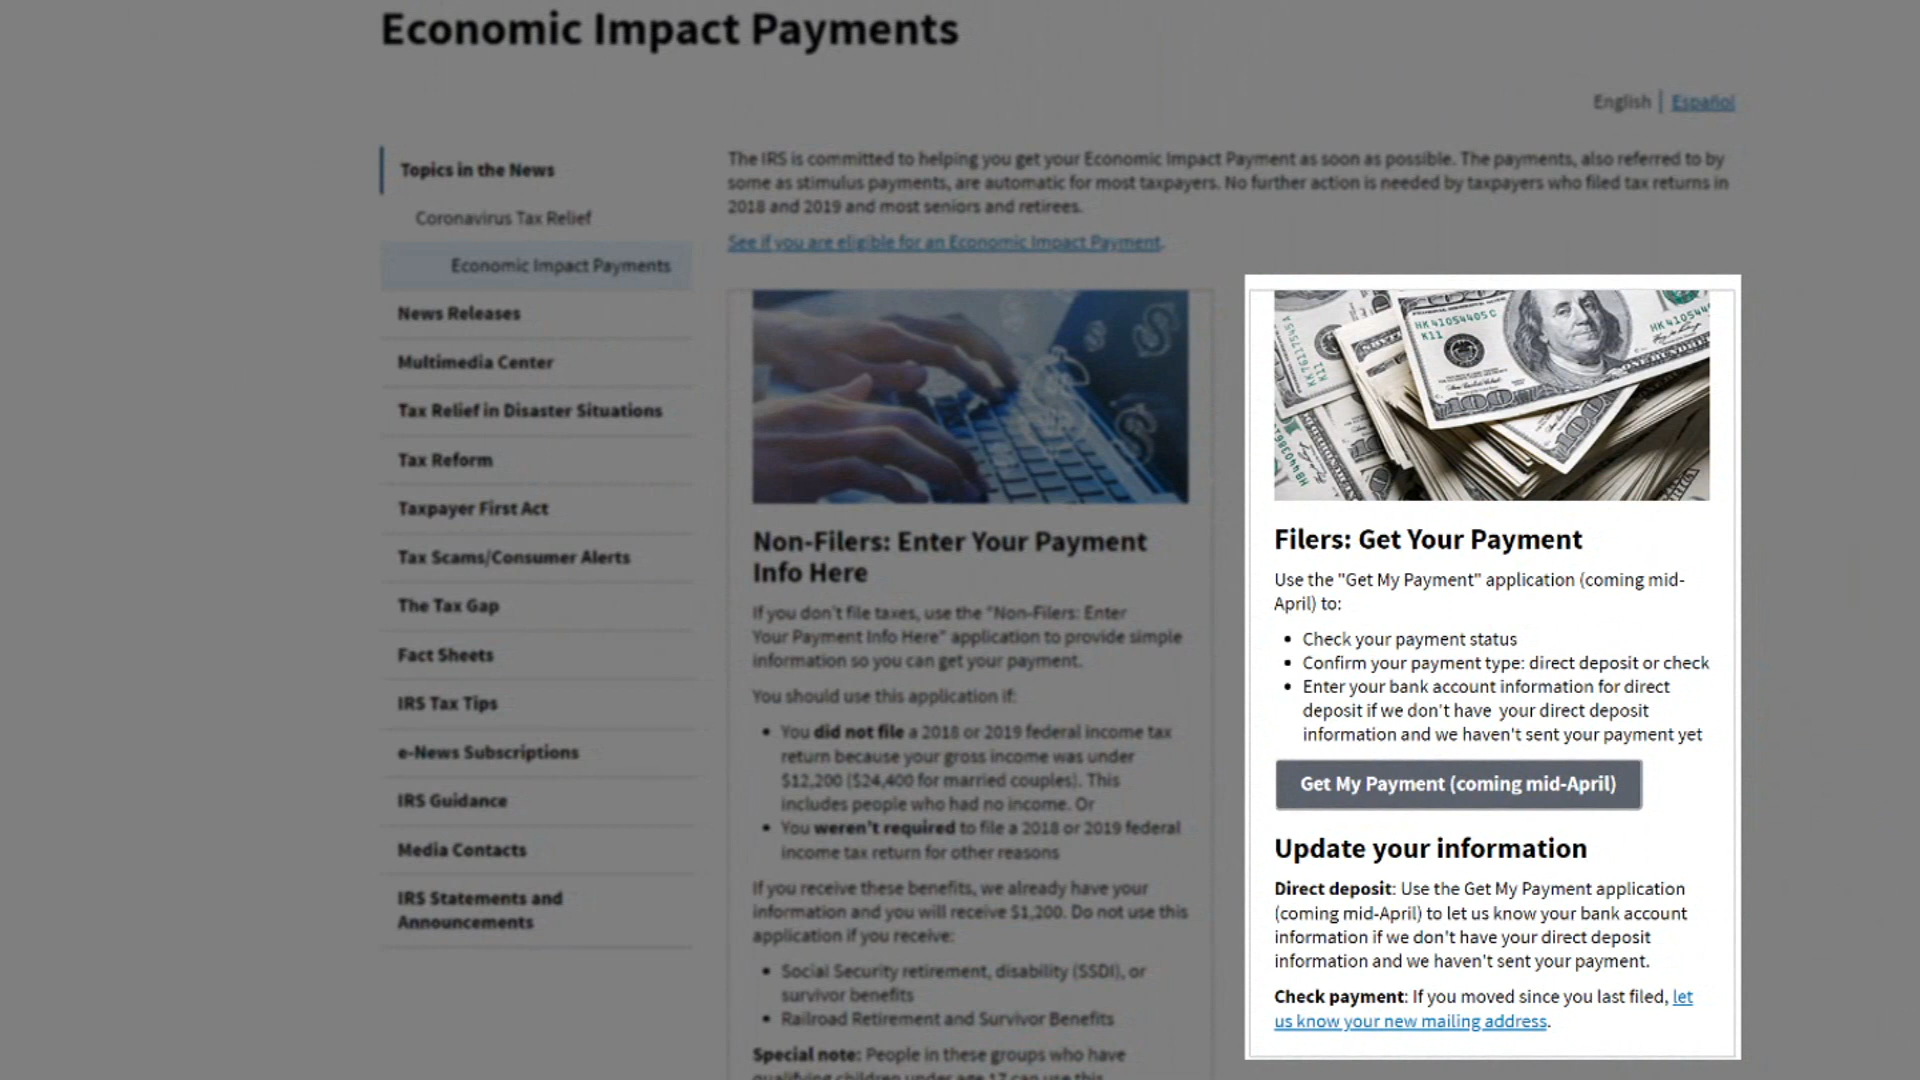 Economic Impact Payments
English | Español
Topics in the News
Coronavirus Tax Relief
Economic Impact Payments
News Releases
Multimedia Center
Tax Relief in Disaster Situations
Tax Reform
Taxpayer First Act
Tax Scams/Consumer Alerts
The Tax Gap
Fact Sheets
IRS Tax Tips
e-News Subscriptions
IRS Guidance
Media Contacts
IRS Statements and
Announcements
The IRS is committed to helping you get your Economic Impact Payment as soon as possible. The payments, also referred to by
some as stimulus payments, are automatic for most taxpayers. No further action is needed by taxpayers who filed tax returns in
2018 and 2019 and most seniors and retirees.
See if you are eligible for an Economic Impact Payment.
Non-Filers: Enter Your Payment
Info Here
If you don't file taxes, use the "Non-Filers: Enter
Your Payment Info Here" application to provide simple
information so you can get your payment.
You should use this application if:
• You did not file a 2018 or 2019 federal income tax
return because your gross income was under
$12,200 ($24,400 for married couples). This
includes people who had no income. Or
• You weren't required to file a 2018 or 2019 federal
income tax return for other reasons
If you receive these benefits, we already have your
information and you will receive $1,200. Do not use this
application if you receive:
• Social Security retirement, disability (SSDI), or
survivor benefits
• Railroad Retirement and Survivor Benefits
Special note: People in these groups who have
qualifying children under age 17 can use this
HK41054405C
K11
HK41054
100
Filers: Get Your Payment
Use the "Get My Payment" application (coming mid-
April) to:
• Check your payment status
• Confirm your payment type: direct deposit or check
• Enter your bank account information for direct
deposit if we don't have your direct deposit
information and we haven't sent your payment yet
Get My Payment (coming mid-April)
Update your information
Direct deposit: Use the Get My Payment application
(coming mid-April) to let us know your bank account
information if we don't have your direct deposit
information and we haven't sent your payment.
Check payment: If you moved since you last filed, let
us know your new mailing address.